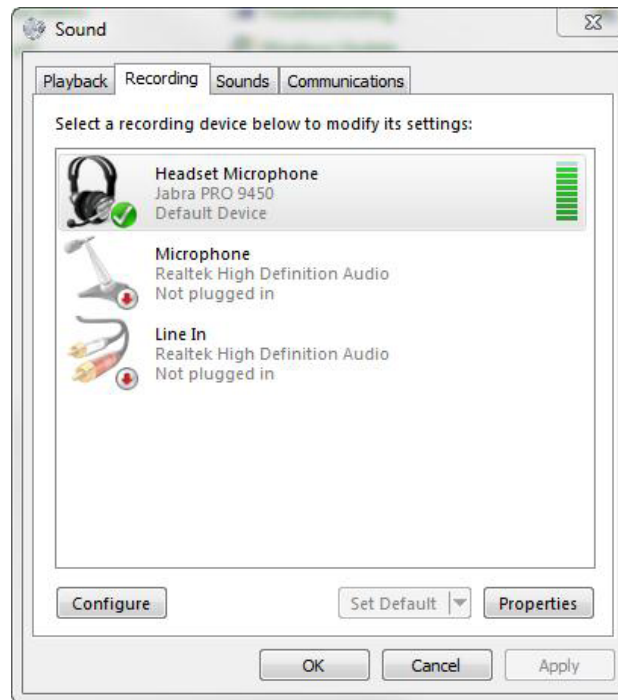 Sound
Playback
Recording
Sounds
Communications
Select a recording device below to modify its settings:
Headset Microphone
Jabra PRO 9450
Default Device
Microphone
Realtek High Definition Audio
Not plugged in
Line In
Realtek High Definition Audio
Not plugged in
Configure
Set Default
Properties
OK
Cancel
Apply